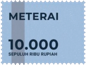 METERAI
10.000
SEPULUH RIBU RUPIAH